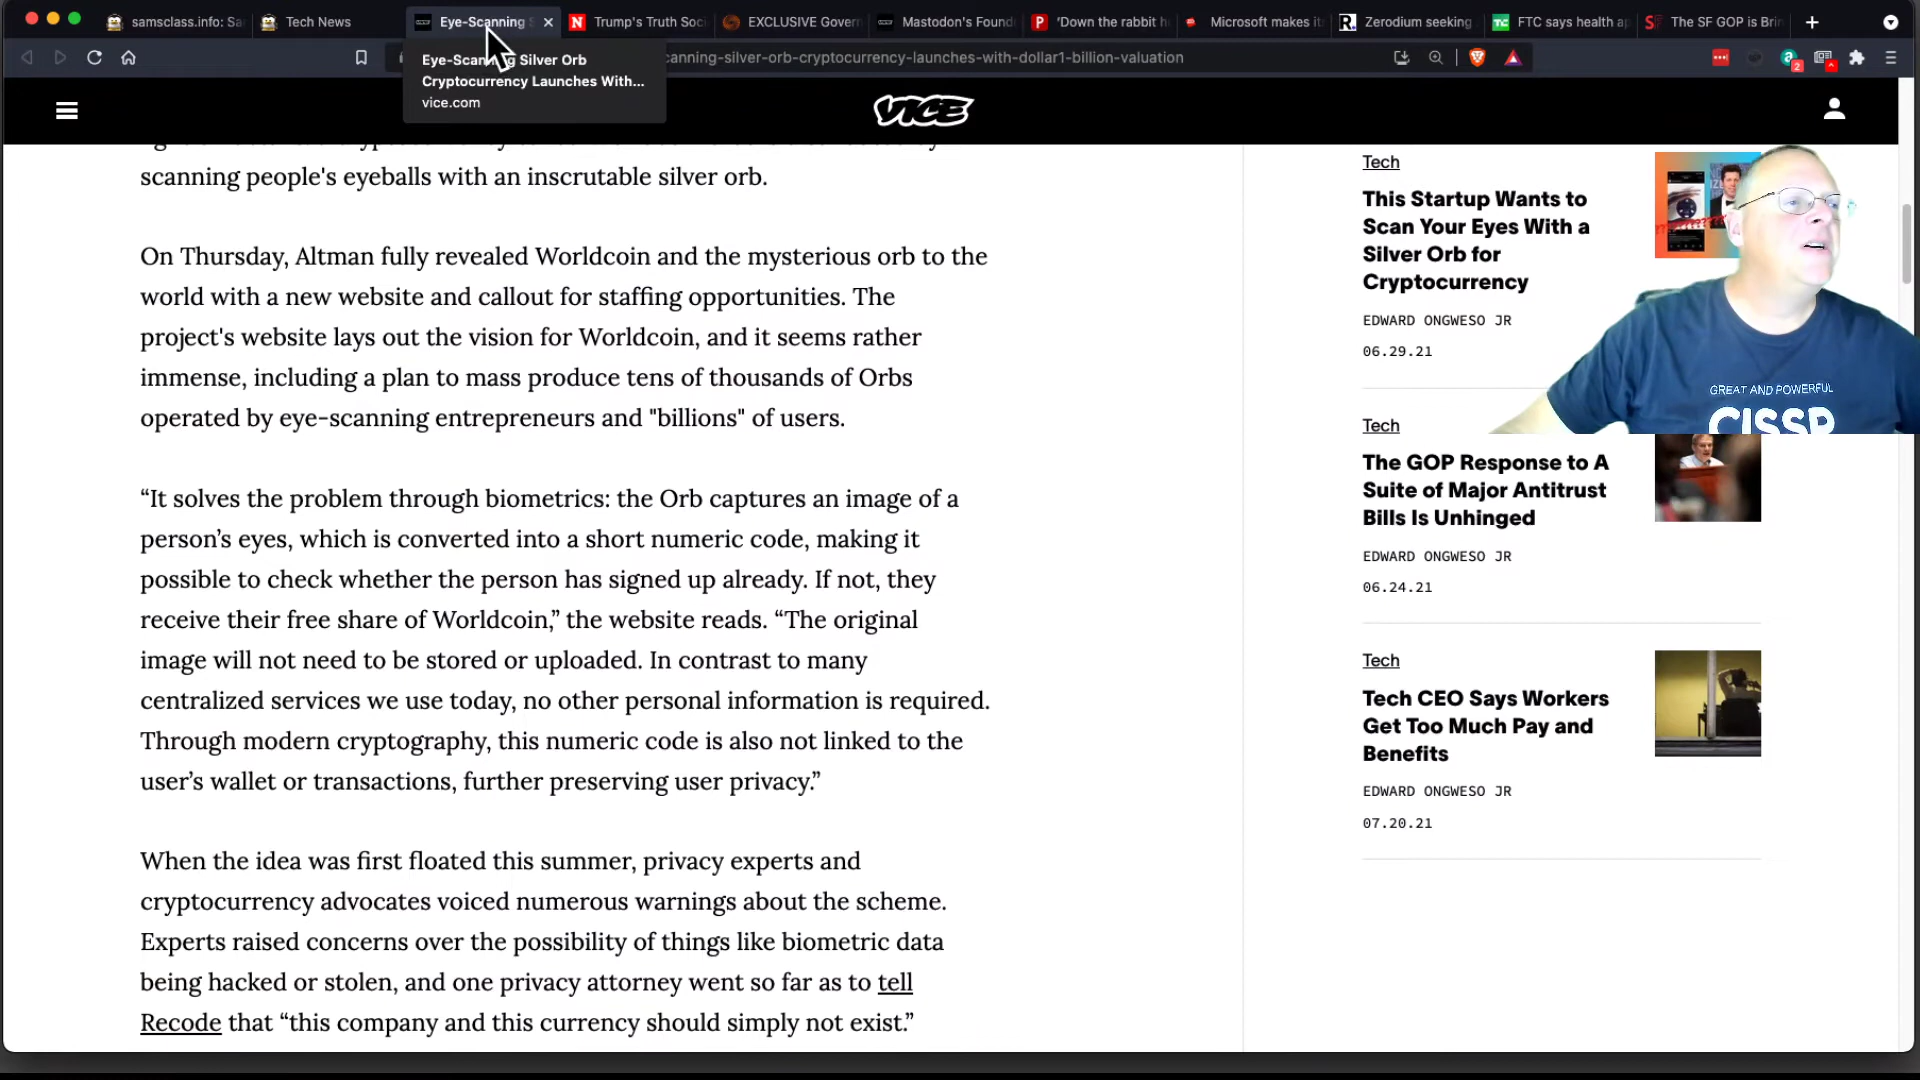 samsclass.info: Sa
Tech News
Eye-Scanning S
Trump's Truth Soci
EXCLUSIVE Govern
Mastodon's Founde
'Down the rabbit h
Microsoft makes it
Zerodium seeking
FTC says health ap
The SF GOP is Brin
canning-silver-orb-cryptocurrency-launches-with-dollar1-billion-valuation
Silver Orb
Cryptocurrency Launches With...
vice.com
VICE
scanning people's eyeballs with an inscrutable silver orb.
On Thursday, Altman fully revealed Worldcoin and the mysterious orb to the
world with a new website and callout for staffing opportunities. The
project's website lays out the vision for Worldcoin, and it seems rather
immense, including a plan to mass produce tens of thousands of Orbs
operated by eye-scanning entrepreneurs and "billions" of users.
“It solves the problem through biometrics: the Orb captures an image of a
person’s eyes, which is converted into a short numeric code, making it
possible to check whether the person has signed up already. If not, they
receive their free share of Worldcoin,” the website reads. “The original
image will not need to be stored or uploaded. In contrast to many
centralized services we use today, no other personal information is required.
Through modern cryptography, this numeric code is also not linked to the
user’s wallet or transactions, further preserving user privacy.”
When the idea was first floated this summer, privacy experts and
cryptocurrency advocates voiced numerous warnings about the scheme.
Experts raised concerns over the possibility of things like biometric data
being hacked or stolen, and one privacy attorney went so far as to tell
Recode that “this company and this currency should simply not exist.”
Tech
This Startup Wants to
Scan Your Eyes With a
Silver Orb for
Cryptocurrency
EDWARD ONGWESO JR
06.29.21
Tech
The GOP Response to A
Suite of Major Antitrust
Bills Is Unhinged
EDWARD ONGWESO JR
06.24.21
Tech
Tech CEO Says Workers
Get Too Much Pay and
Benefits
EDWARD ONGWESO JR
07.20.21
GREAT AND POWERFUL
CISSP